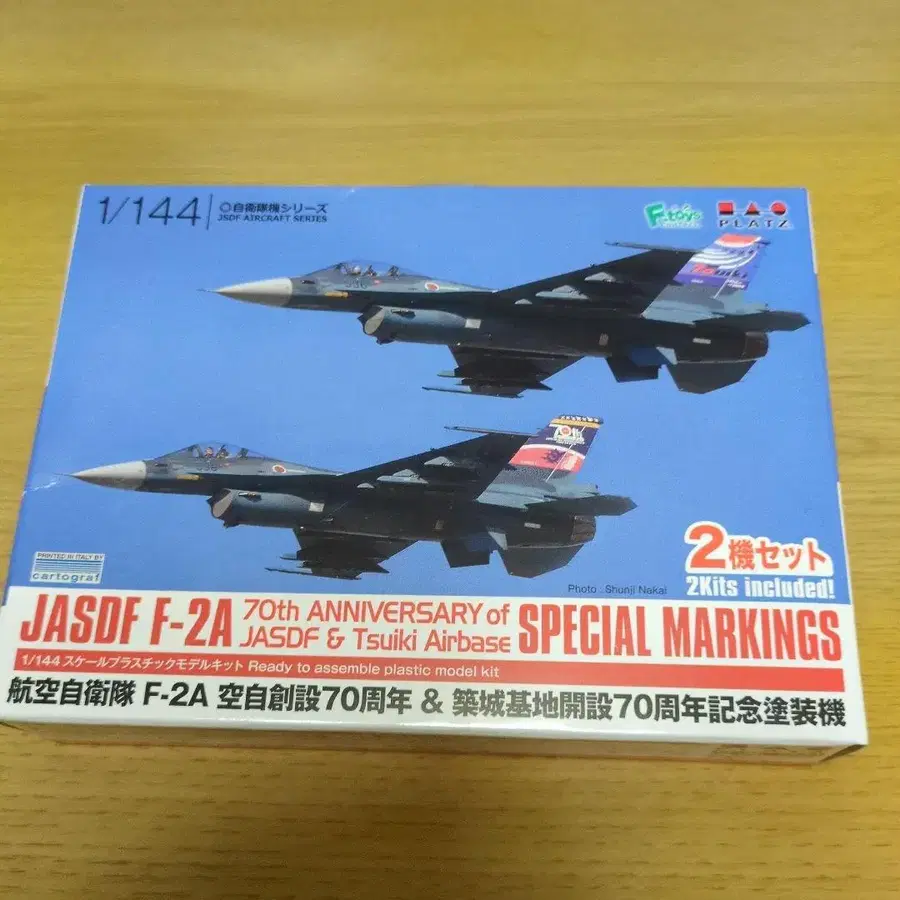 1/144
◎自衛隊機シリーズ
JSDF AIRCRAFT SERIES
F-toys
PLATZ
536
70
Tsuiki
2機セット
2Kits included!
Photo : Shunji Nakai
PRINTED IN ITALY BY
cartograf
JASDF F-2A 70th ANNIVERSARY of JASDF & Tsuiki Airbase SPECIAL MARKINGS
1/144 スケールプラスチックモデルキット Ready to assemble plastic model kit
航空自衛隊 F-2A 空自創設70周年 & 築城基地開設70周年記念塗装機